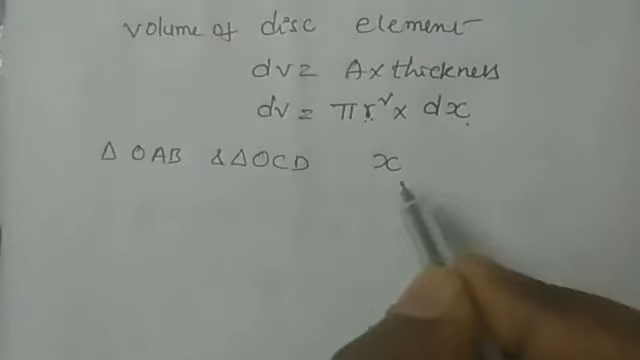 volume of disc element
dv = A x thickness
dv = πr² x dx
Δ OAB & Δ OCD x